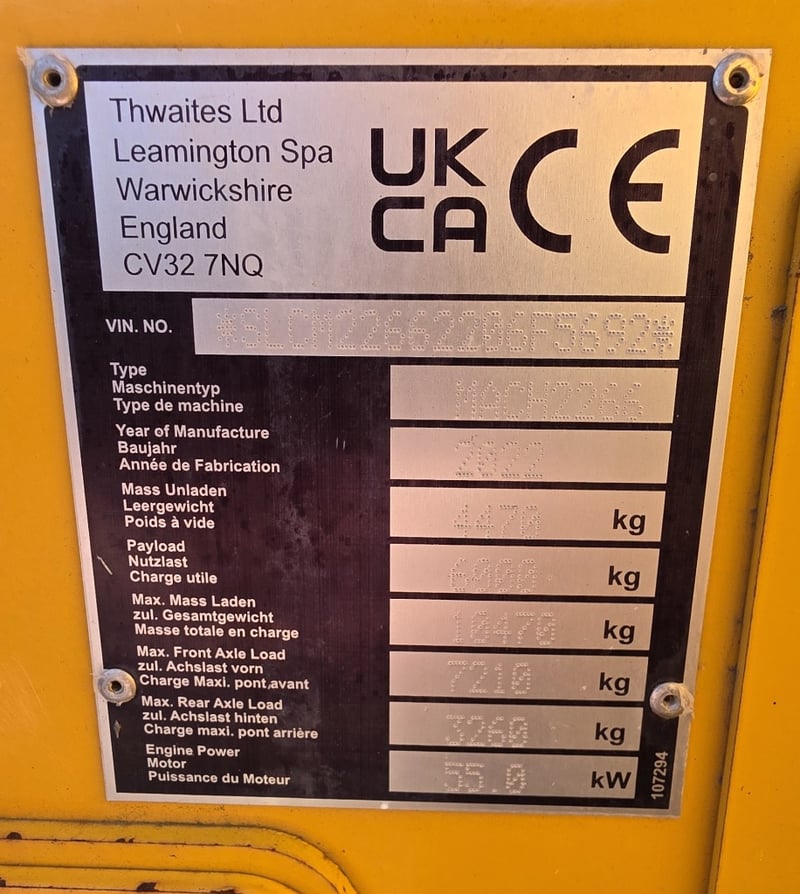 Thwaites Ltd
Leamington Spa
Warwickshire
England
CV32 7NQ
UK
CA CE
VIN. NO. *SLCM22662206F5692*
Type
Maschinentyp
Type de machine
MACH2266
Year of Manufacture
Baujahr
Année de Fabrication
2022
Mass Unladen
Leergewicht
Poids à vide
4470 kg
Payload
Nutzlast
Charge utile
6000 kg
Max. Mass Laden
zul. Gesamtgewicht
Masse totale en charge
10470 kg
Max. Front Axle Load
zul. Achslast vorn
Charge Maxi. pont,avant
7210 kg
Max. Rear Axle Load
zul. Achslast hinten
Charge maxi. pont arrière
3260 kg
Engine Power
Motor
Puissance du Moteur
55.0 kW
107294